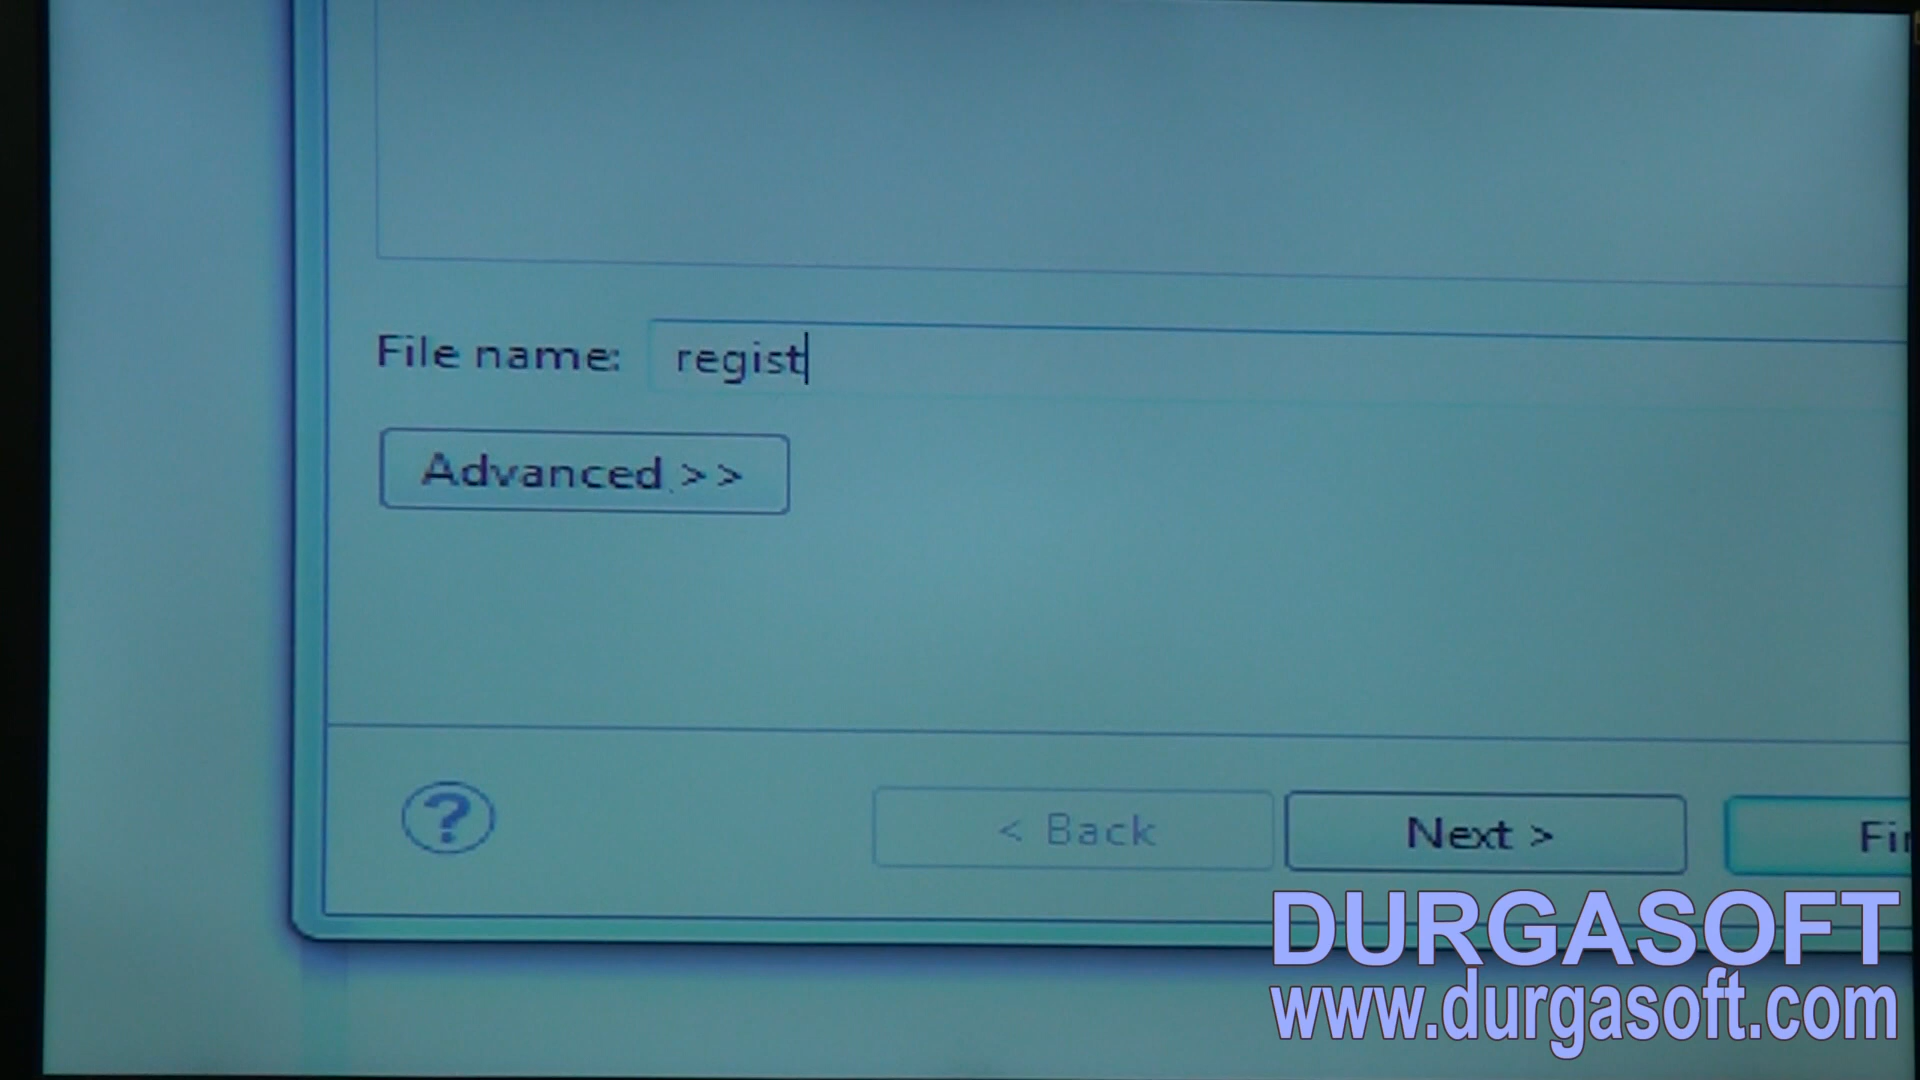 File name: regist
Advanced >>
?
< Back
Next >
DURGASOFT
www.durgasoft.com